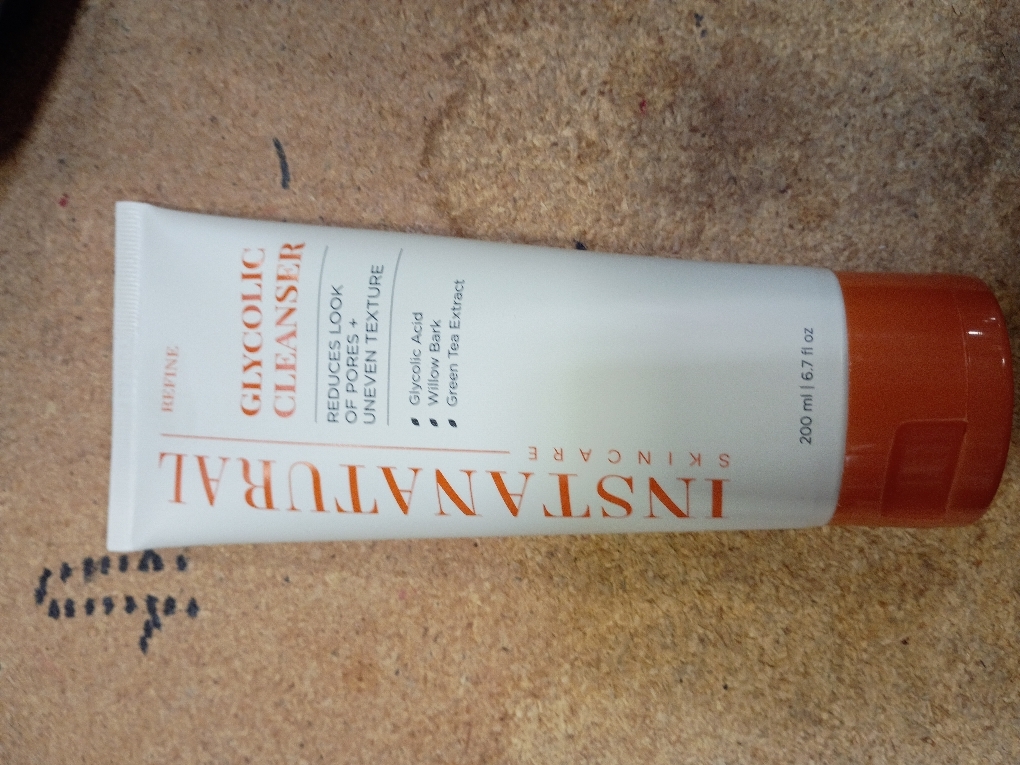 REFINE
GLYCOLIC
CLEANSER
REDUCES LOOK
OF PORES +
UNEVEN TEXTURE
Glycolic Acid
Willow Bark
Green Tea Extract
200 ml | 6.7 fl oz
INSTANATURAL
SKINCARE